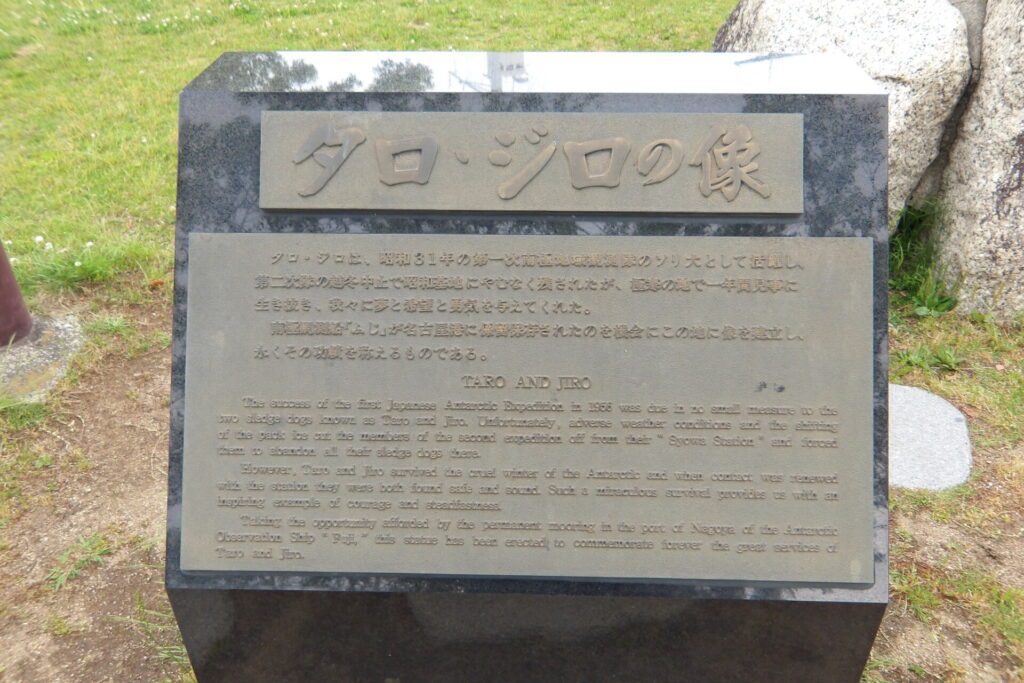 タロ・ジロの像
タロ・ジロは、昭和31年の第一次南極地域観測隊のソリ犬として活躍し、
第二次隊の越冬中止で昭和基地にやむなく残されたが、極寒の地で一年間見事に
生き抜き、我々に夢と希望と勇気を与えてくれた。
南極観測船「ふじ」が名古屋港に係留保存されたのを機会にこの地に像を建立し、
永くその功績を称えるものである。
TARO AND JIRO
The success of the first Japanese Antarctic Expedition in 1956 was due in no small measure to the
two sledge dogs known as Taro and Jiro. Unfortunately, adverse weather conditions and the shifting
of the pack ice cut the members of the second expedition off from their "Syowa Station" and forced
them to abandon all their sledge dogs there.
However, Taro and Jiro survived the cruel winter of the Antarctic and when contact was renewed
with the station they were both found safe and sound. Such a miraculous survival provides us with an
inspiring example of courage and steadfastness.
Taking the opportunity afforded by the permanent mooring in the port of Nagoya of the Antarctic
Observation Ship "Fuji," this statue has been erected to commemorate forever the great services of
Taro and Jiro.